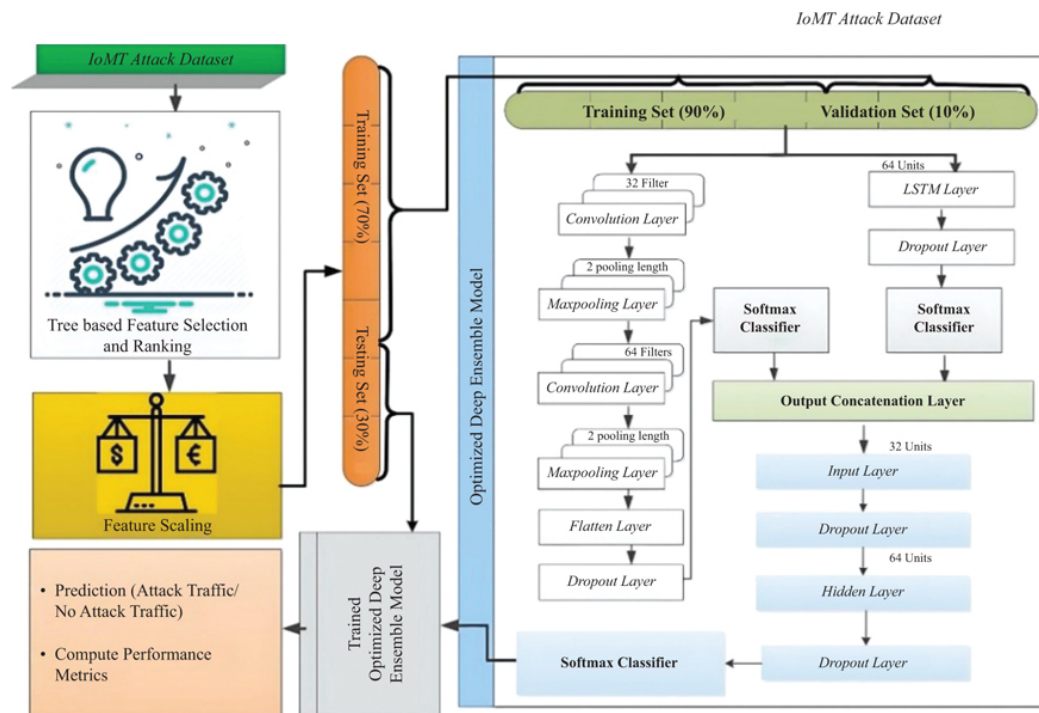 IoMT Attack Dataset
IoMT Attack Dataset
Tree based Feature Selection
and Ranking
$
€
Feature Scaling
Training Set (70%)
Testing Set (30%)
Optimized Deep Ensemble Model
Training Set (90%)
Validation Set (10%)
32 Filter
Convolution Layer
2 pooling length
Maxpooling Layer
64 Filters
Convolution Layer
2 pooling length
Maxpooling Layer
Flatten Layer
Dropout Layer
64 Units
LSTM Layer
Dropout Layer
Softmax
Classifier
Softmax
Classifier
Output Concatenation Layer
32 Units
Input Layer
Dropout Layer
64 Units
Hidden Layer
Dropout Layer
Softmax Classifier
Trained
Optimized Deep
Ensemble Model
• Prediction (Attack Traffic/
No Attack Traffic)
• Compute Performance
Metrics